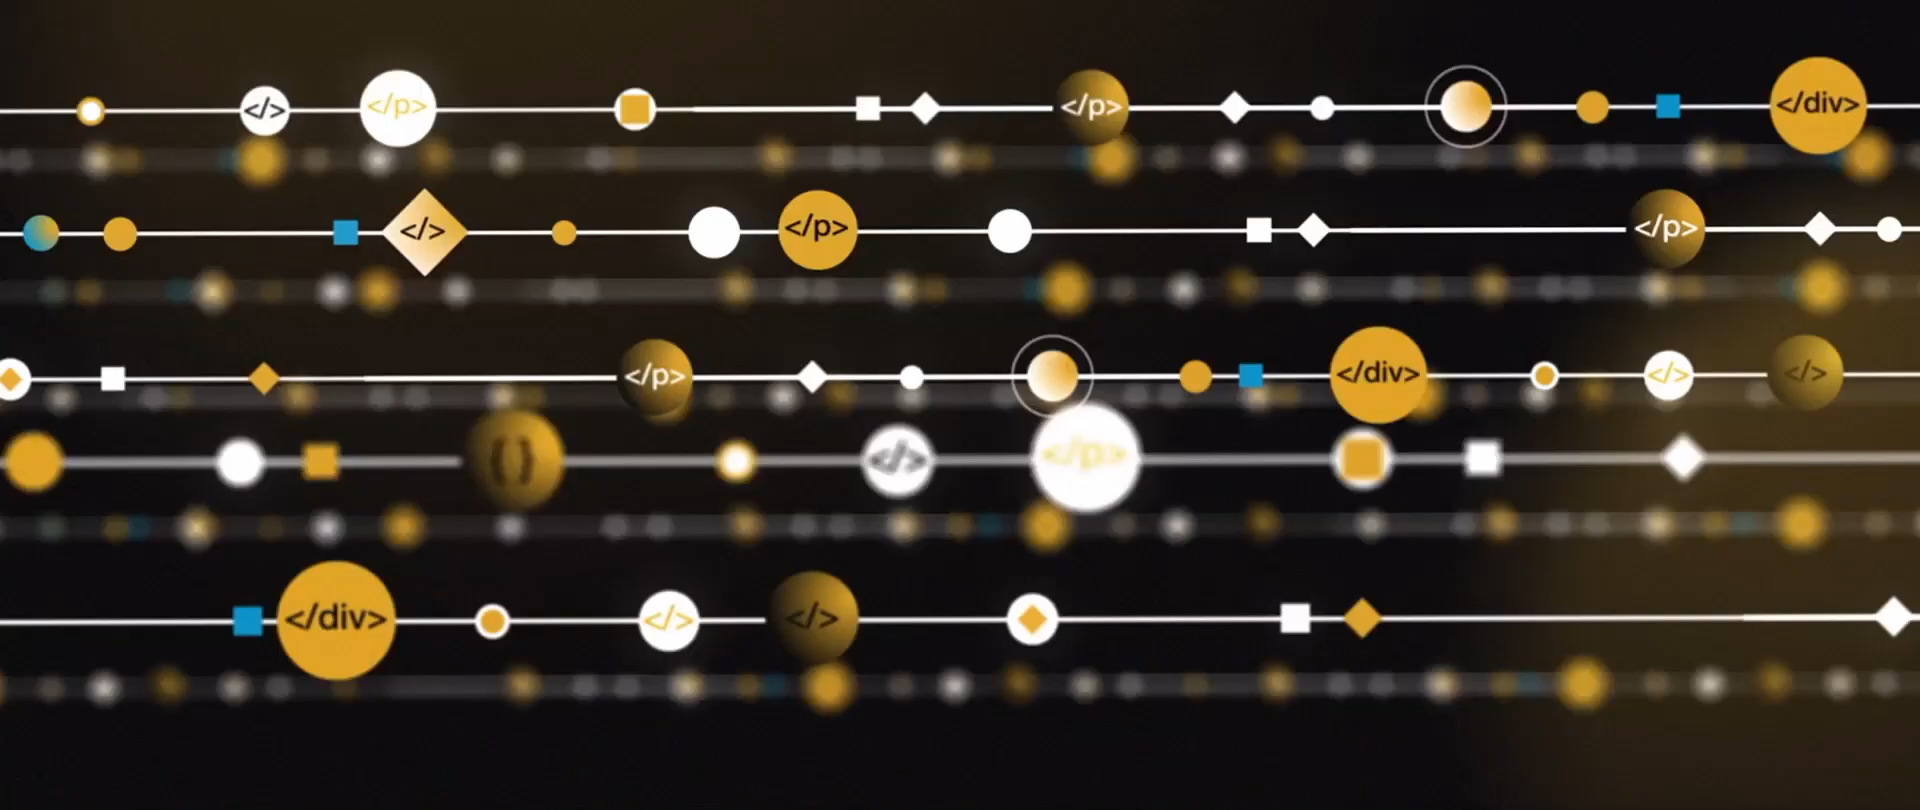 </> </p> </p> </div>
</> </p> </p>
</p> </div> </> </>
{} </> </p>
</div> </> </>